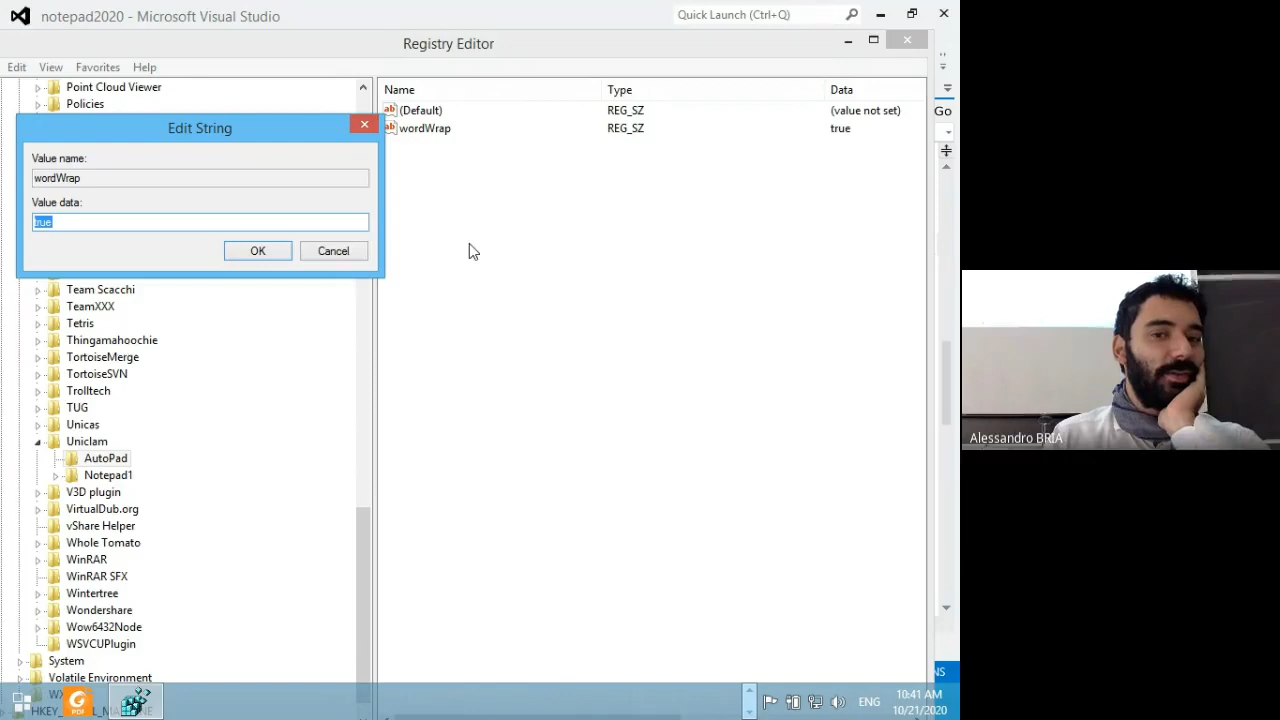 notepad2020 - Microsoft Visual Studio
Quick Launch (Ctrl+Q)
Registry Editor
Edit View Favorites Help
Point Cloud Viewer
Policies
Name Type Data
(Default) REG_SZ (value not set)
wordWrap REG_SZ true
Go
Edit String
Value name:
wordWrap
Value data:
true
OK Cancel
Team Scacchi
TeamXXX
Tetris
Thingamahoochie
TortoiseMerge
TortoiseSVN
Trolltech
TUG
Unicas
Uniclam
AutoPad
Notepad1
V3D plugin
VirtualDub.org
vShare Helper
Whole Tomato
WinRAR
WinRAR SFX
Wintertree
Wondershare
Wow6432Node
WSVCUPlugin
System
Volatile Environment
Alessandro BRIA
NS
PDF
ENG
10:41 AM
10/21/2020